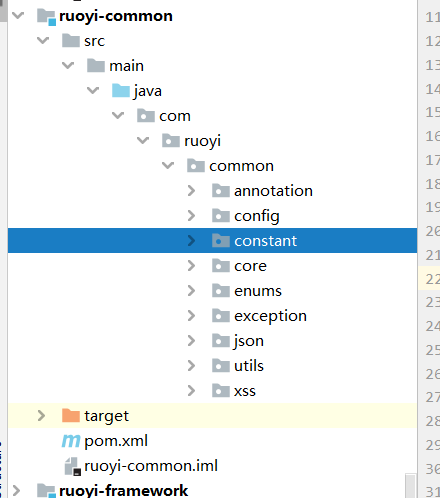 ruoyi-common
src
main
java
com
ruoyi
common
annotation
config
constant
core
enums
exception
json
utils
xss
target
pom.xml
ruoyi-common.iml
ruoyi-framework
11
12
13
14
15
16
17
18
19
20
21
22
23
24
25
26
27
28
29
30